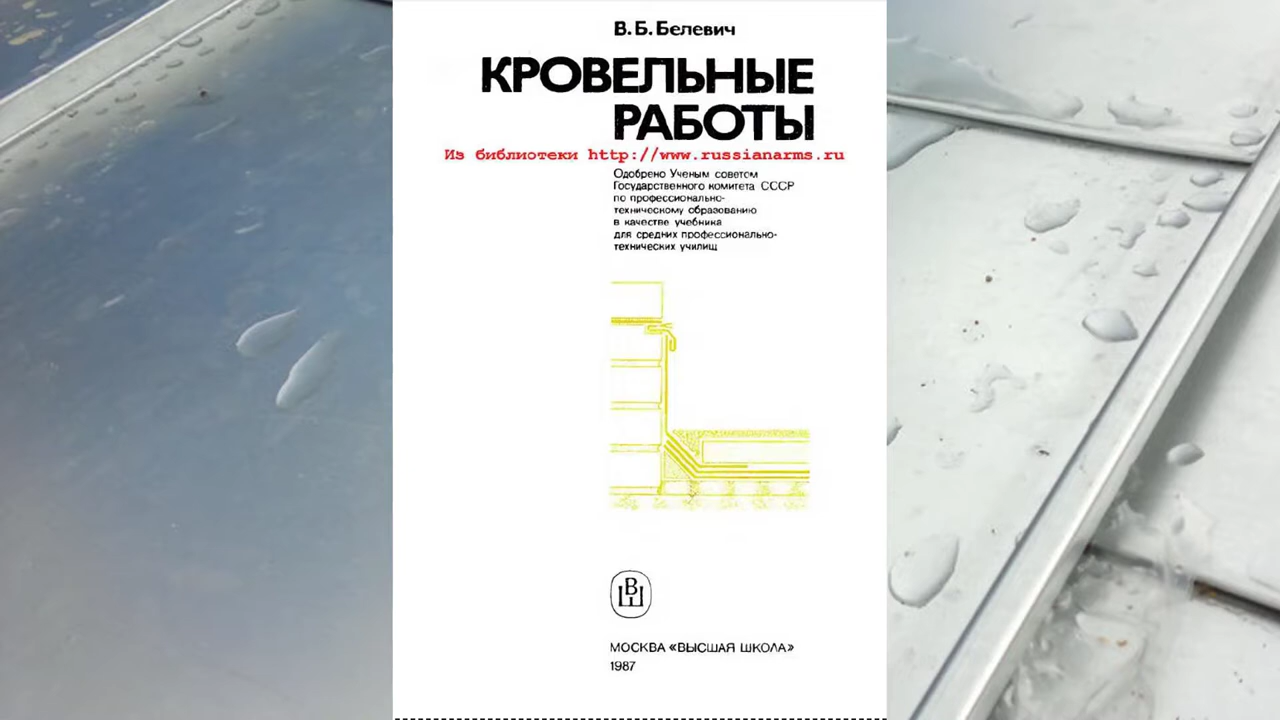 В. Б. Белевич
КРОВЕЛЬНЫЕ
РАБОТЫ
Из библиотеки http://www.russianarms.ru
Одобрено Ученым советом
Государственного комитета СССР
по профессионально-
техническому образованию
в качестве учебника
для средних профессионально-
технических училищ
ВШ
МОСКВА «ВЫСШАЯ ШКОЛА»
1987